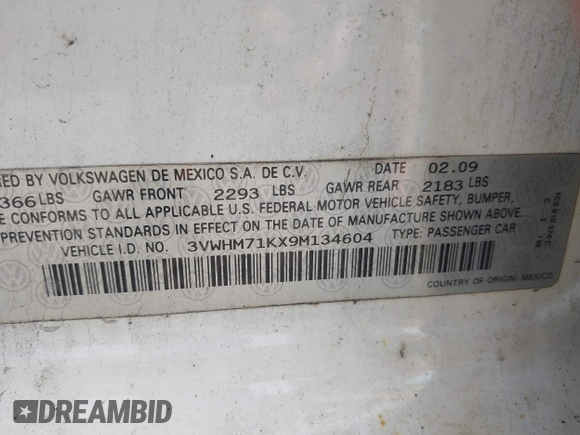 ED BY VOLKSWAGEN DE MEXICO S.A. DE C.V. DATE 02.09
366 LBS GAWR FRONT 2293 LBS GAWR REAR 2183 LBS
CONFORMS TO ALL APPLICABLE U.S. FEDERAL MOTOR VEHICLE SAFETY, BUMPER,
PREVENTION STANDARDS IN EFFECT ON THE DATE OF MANUFACTURE SHOWN ABOVE.
VEHICLE I.D. NO. 3VWHM71KX9M134604 TYPE: PASSENGER CAR
COUNTRY OF ORIGIN: MEXICO
DREAMBID